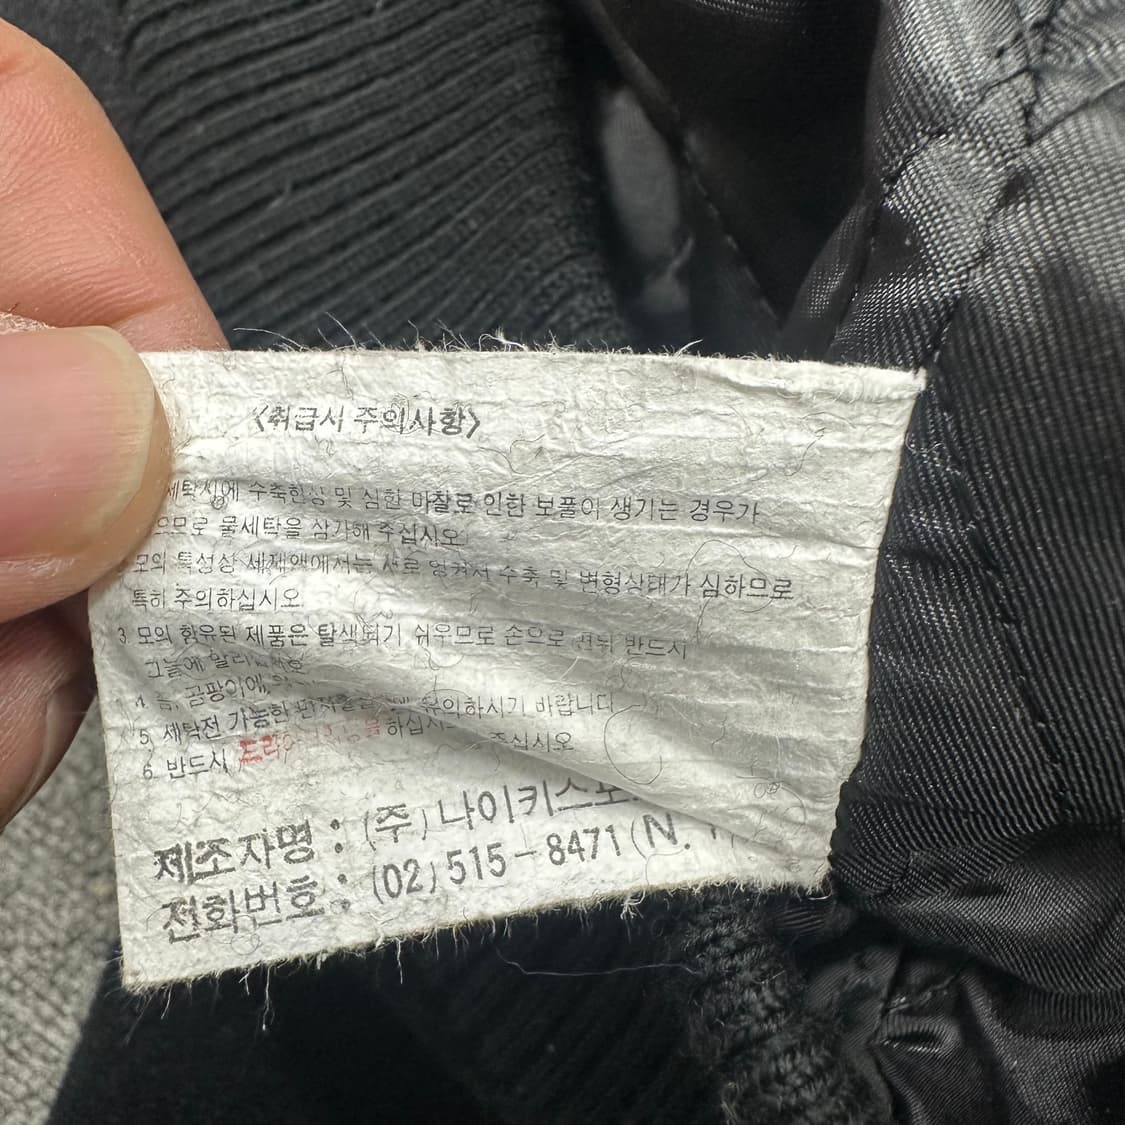 <취급시 주의사항>
세탁시에 수축현상 및 심한 마찰로 인한 보풀이 생기는 경우가
으므로 물세탁을 삼가해 주십시오
모의 특성상 세제액에서는 서로 엉켜서 수축 및 변형상태가 심하므로
특히 주의하십시오.
3. 모의 함유된 제품은 탈색되기 쉬우므로 손으로 반드시
그늘에
4. 좀, 곰팡이에, 유의하시기 바랍니다
5. 세탁전 가능한 주십시오
6. 반드시 드라이 하십시
제조자명 : (주) 나이키스포
전화번호 : (02) 515-8471 (N.